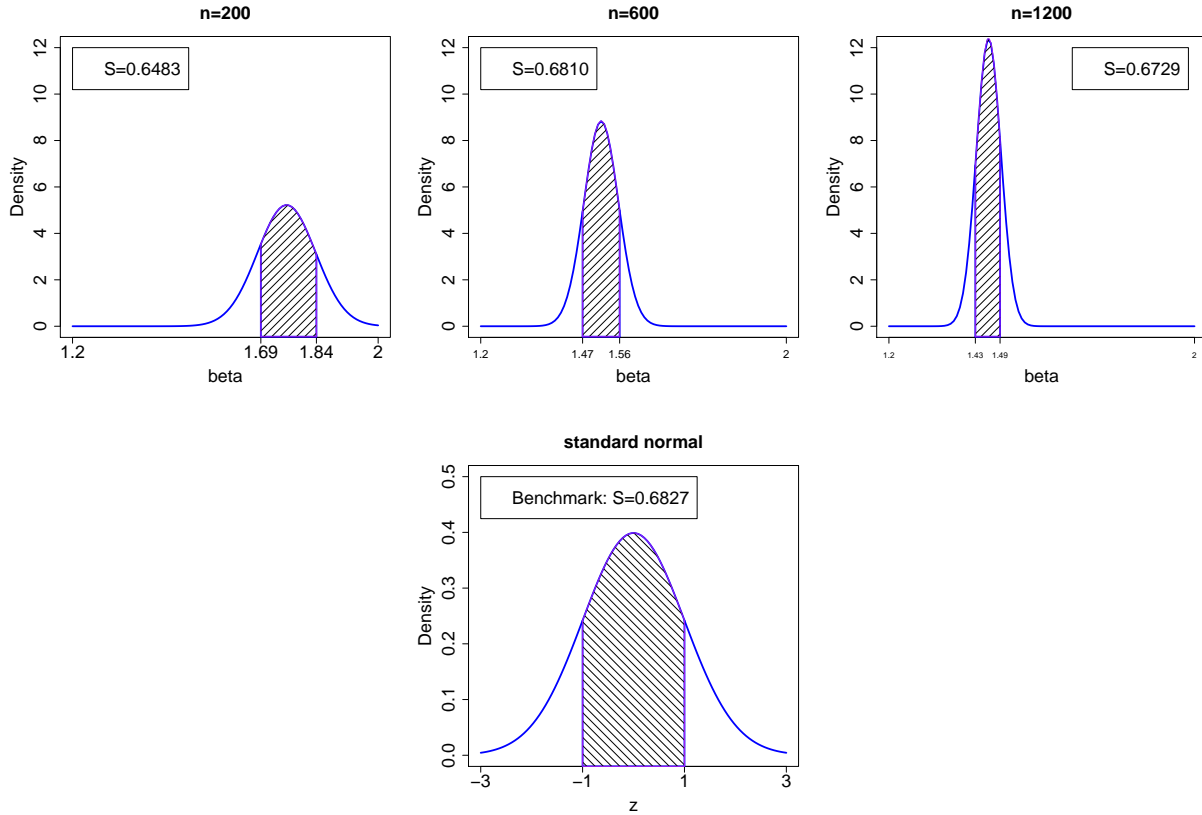 n=200
S=0.6483
Density
0 2 4 6 8 10 12
1.2 1.69 1.84 2
beta
n=600
S=0.6810
Density
0 2 4 6 8 10 12
1.2 1.47 1.56 2
beta
n=1200
S=0.6729
Density
0 2 4 6 8 10 12
1.2 1.43 1.49 2
beta
standard normal
Benchmark: S=0.6827
Density
0.0 0.1 0.2 0.3 0.4 0.5
−3 −1 1 3
z